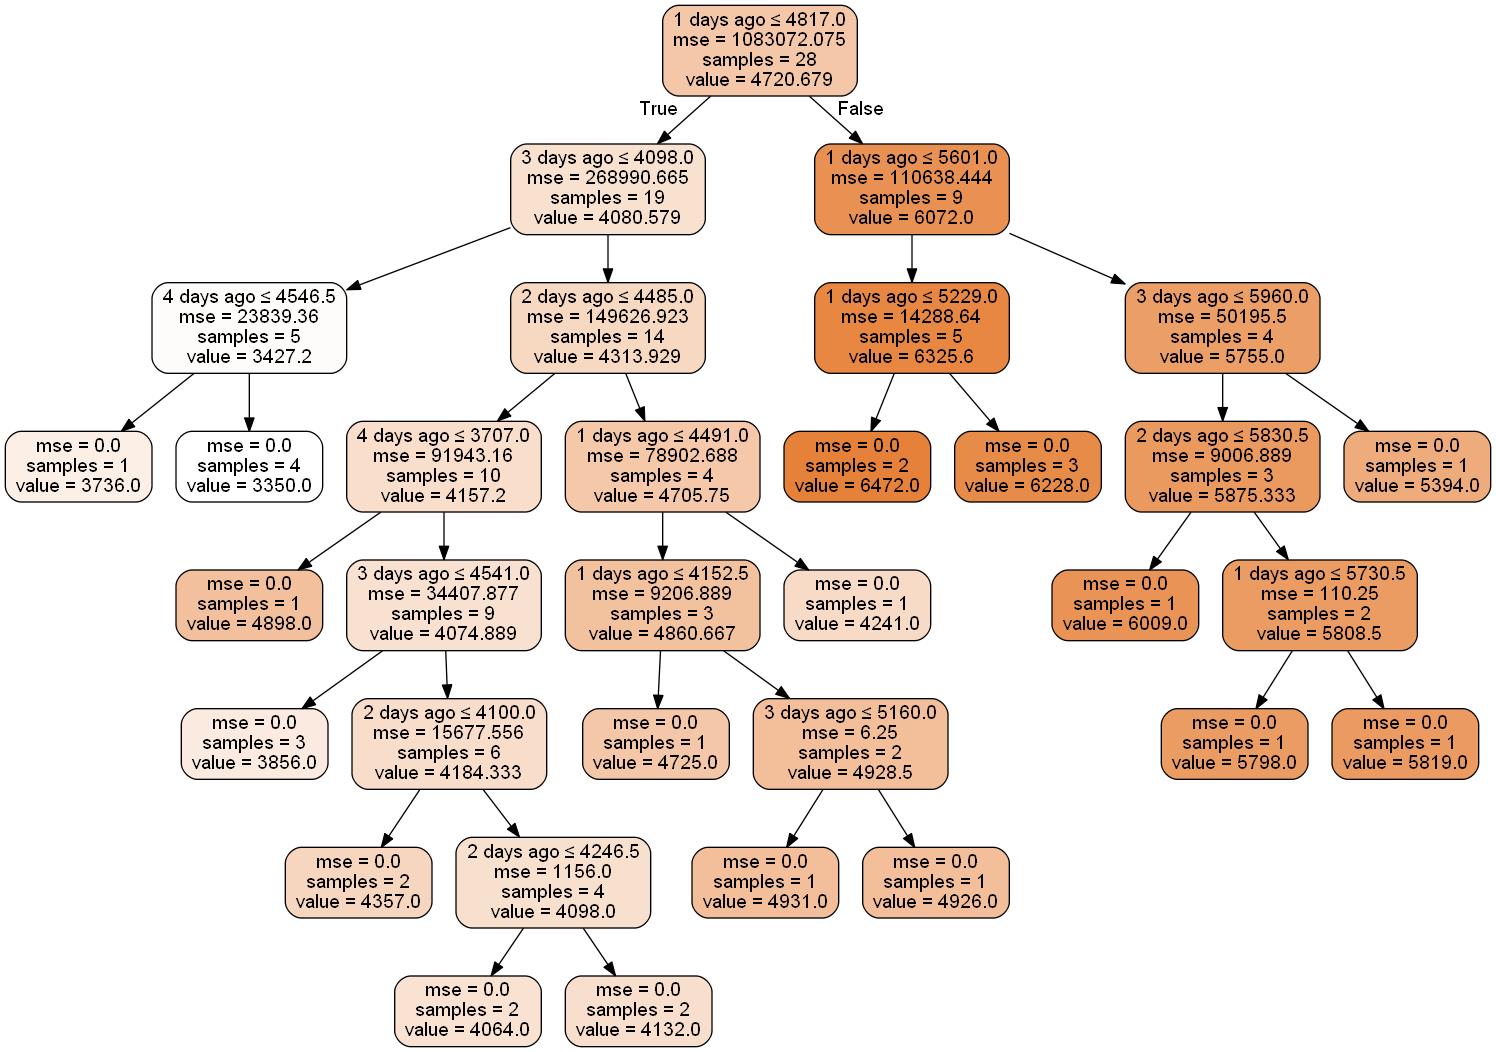 1 days ago ≤ 4817.0
mse = 1083072.075
samples = 28
value = 4720.679
True
False
3 days ago ≤ 4098.0
mse = 268990.665
samples = 19
value = 4080.579
1 days ago ≤ 5601.0
mse = 110638.444
samples = 9
value = 6072.0
4 days ago ≤ 4546.5
mse = 23839.36
samples = 5
value = 3427.2
2 days ago ≤ 4485.0
mse = 149626.923
samples = 14
value = 4313.929
1 days ago ≤ 5229.0
mse = 14288.64
samples = 5
value = 6325.6
3 days ago ≤ 5960.0
mse = 50195.5
samples = 4
value = 5755.0
mse = 0.0
samples = 1
value = 3736.0
mse = 0.0
samples = 4
value = 3350.0
4 days ago ≤ 3707.0
mse = 91943.16
samples = 10
value = 4157.2
1 days ago ≤ 4491.0
mse = 78902.688
samples = 4
value = 4705.75
mse = 0.0
samples = 2
value = 6472.0
mse = 0.0
samples = 3
value = 6228.0
2 days ago ≤ 5830.5
mse = 9006.889
samples = 3
value = 5875.333
mse = 0.0
samples = 1
value = 5394.0
mse = 0.0
samples = 1
value = 4898.0
3 days ago ≤ 4541.0
mse = 34407.877
samples = 9
value = 4074.889
1 days ago ≤ 4152.5
mse = 9206.889
samples = 3
value = 4860.667
mse = 0.0
samples = 1
value = 4241.0
mse = 0.0
samples = 1
value = 6009.0
1 days ago ≤ 5730.5
mse = 110.25
samples = 2
value = 5808.5
mse = 0.0
samples = 3
value = 3856.0
2 days ago ≤ 4100.0
mse = 15677.556
samples = 6
value = 4184.333
mse = 0.0
samples = 1
value = 4725.0
3 days ago ≤ 5160.0
mse = 6.25
samples = 2
value = 4928.5
mse = 0.0
samples = 1
value = 5798.0
mse = 0.0
samples = 1
value = 5819.0
mse = 0.0
samples = 2
value = 4357.0
2 days ago ≤ 4246.5
mse = 1156.0
samples = 4
value = 4098.0
mse = 0.0
samples = 1
value = 4931.0
mse = 0.0
samples = 1
value = 4926.0
mse = 0.0
samples = 2
value = 4064.0
mse = 0.0
samples = 2
value = 4132.0